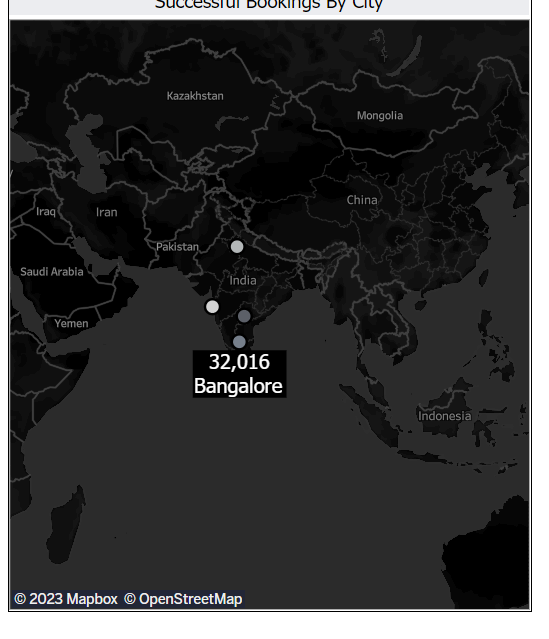 Successful Bookings By City
Kazakhstan
Mongolia
China
Iraq
Iran
Pakistan
Saudi Arabia
India
Yemen
32,016
Bangalore
Indonesia
© 2023 Mapbox © OpenStreetMap